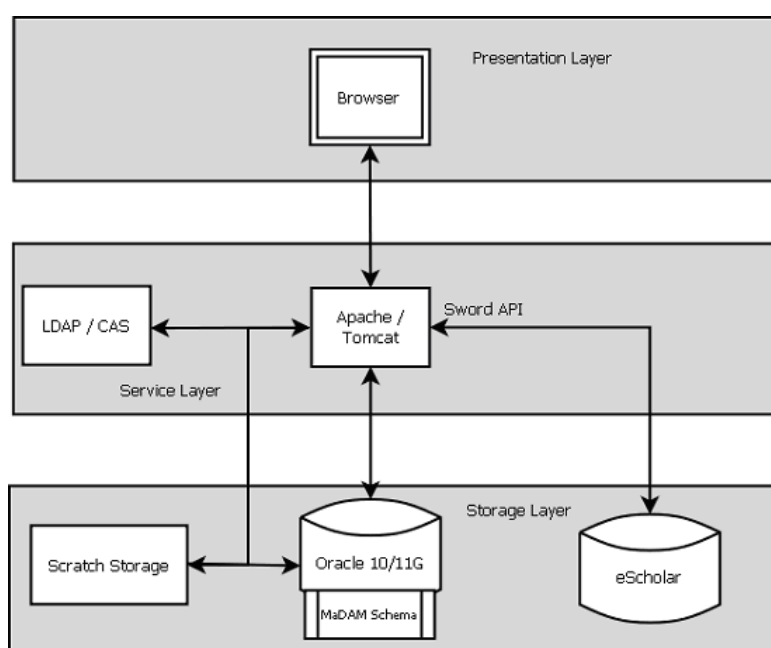 Presentation Layer
Browser
LDAP / CAS
Apache /
Tomcat
Sword API
Service Layer
Storage Layer
Scratch Storage
Oracle 10/11G
eScholar
MaDAM Schema